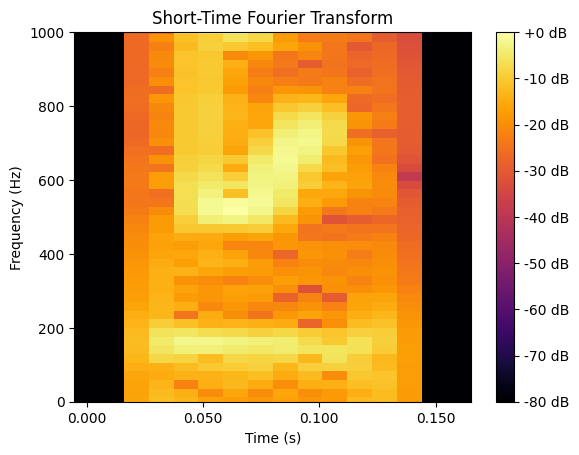 Short-Time Fourier Transform
Frequency (Hz)
1000
800
600
400
200
0
0.000 0.050 0.100 0.150
Time (s)
+0 dB
-10 dB
-20 dB
-30 dB
-40 dB
-50 dB
-60 dB
-70 dB
-80 dB